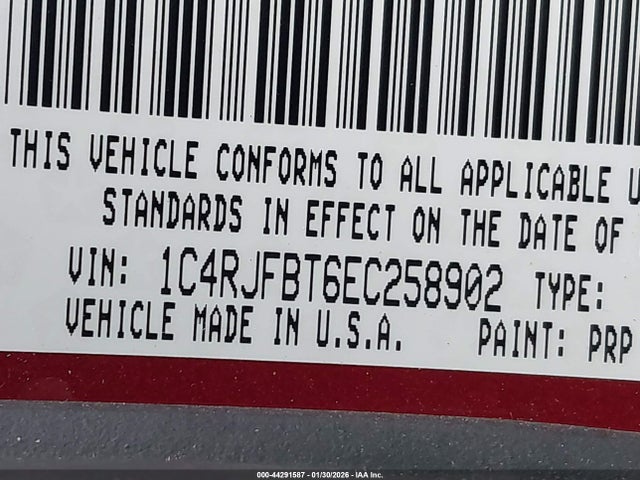 THIS VEHICLE CONFORMS TO ALL APPLICABLE
STANDARDS IN EFFECT ON THE DATE OF
VIN: 1C4RJFBT6EC258902 TYPE:
VEHICLE MADE IN U.S.A. PAINT: PRP
000-44291587 - 01/30/2026 - IAA Inc.